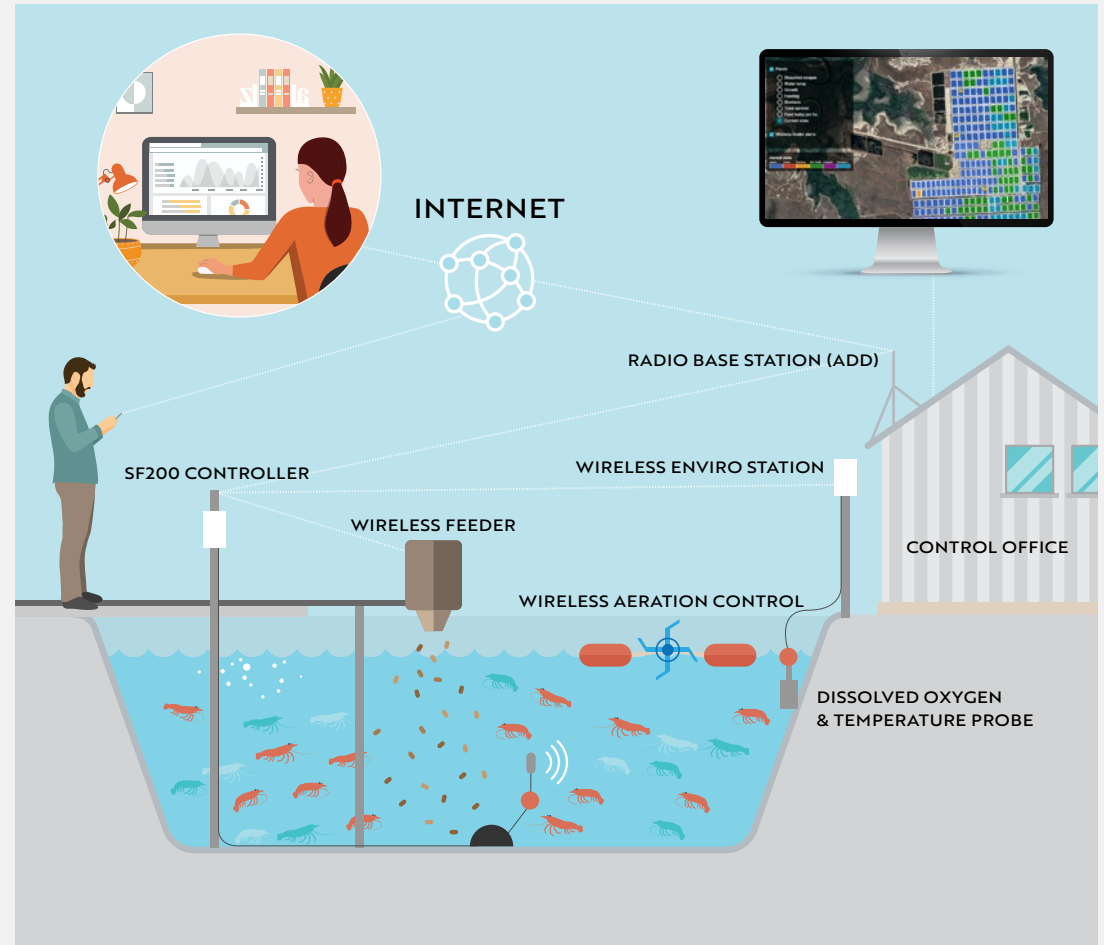 INTERNET
RADIO BASE STATION (ADD)
SF200 CONTROLLER
WIRELESS ENVIRO STATION
WIRELESS FEEDER
CONTROL OFFICE
WIRELESS AERATION CONTROL
DISSOLVED OXYGEN
& TEMPERATURE PROBE